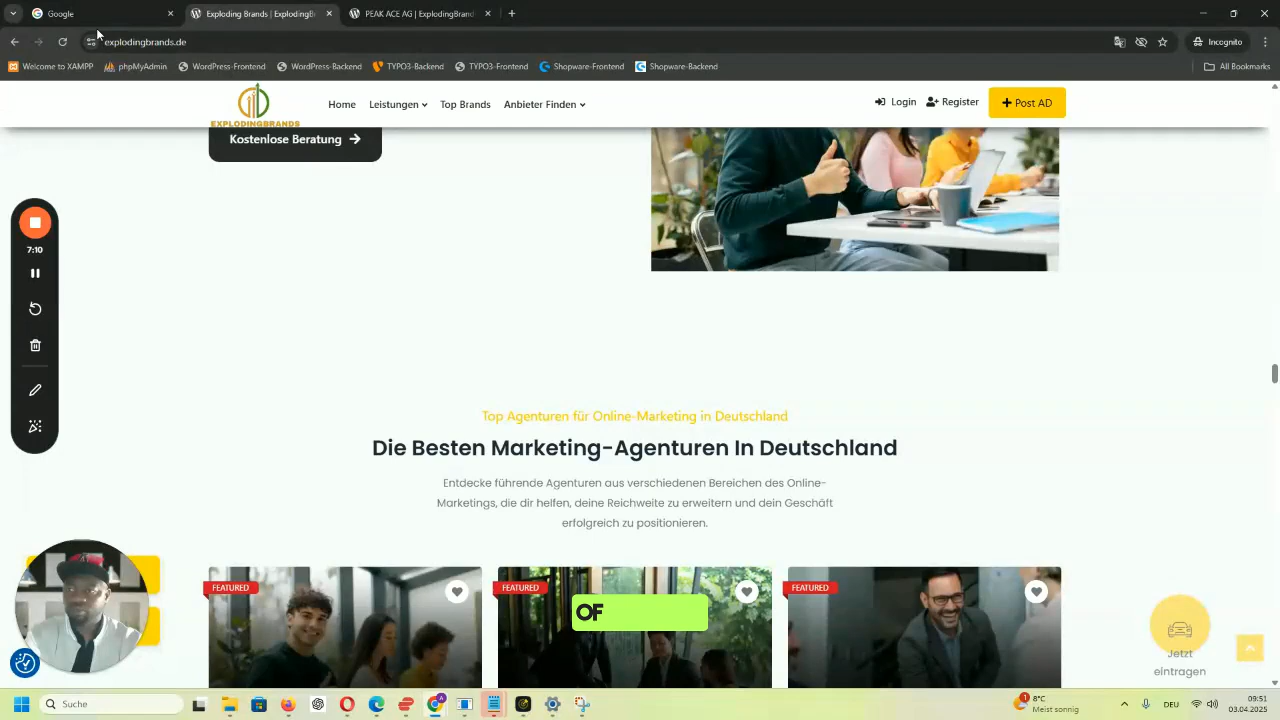 Google
WordPress | ExplodingBr
PEAK ACE AG | ExplodingBrand
explodingbrands.de
Incognito
Welcome to XAMPP
phpMyAdmin
WordPress-Frontend
WordPress-Backend
TYPO3-Backend
TYPO3-Frontend
Shopware-Frontend
Shopware-Backend
All Bookmarks
EXPLODINGBRANDS
Home
Leistungen
Top Brands
Anbieter Finden
Login
Register
Post AD
Kostenlose Beratung
7:10
Top Agenturen für Online-Marketing in Deutschland
Die Besten Marketing-Agenturen In Deutschland
Entdecke führende Agenturen aus verschiedenen Bereichen des Online-
Marketings, die dir helfen, deine Reichweite zu erweitern und dein Geschäft
erfolgreich zu positionieren.
FEATURED
FEATURED
FEATURED
OF
Jetzt
eintragen
Suche
1
8°C
Meist sonnig
DEU
09:51
03.04.2025